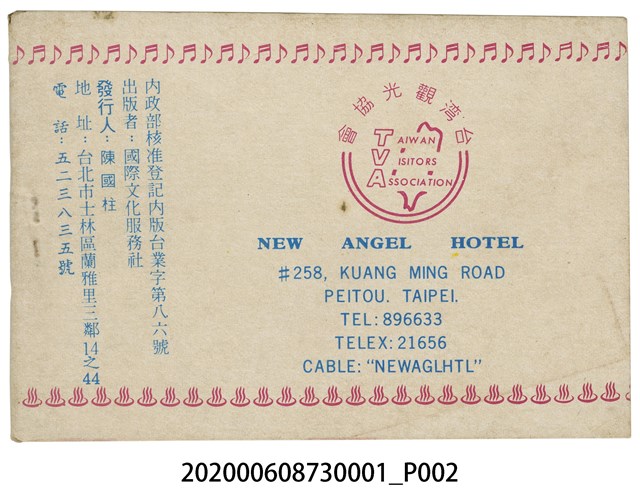 內政部核准登記內版台業字第八六號
出版者：國際文化服務社
發行人：陳國柱
地址：台北市士林區蘭雅里三鄰14之44
電話：五二三八三五號
台灣觀光協會
TAIWAN
VISITORS
ASSOCIATION
NEW ANGEL HOTEL
#258, KUANG MING ROAD
PEITOU. TAIPEI.
TEL: 896633
TELEX: 21656
CABLE: "NEWAGLHTL"
202000608730001_P002